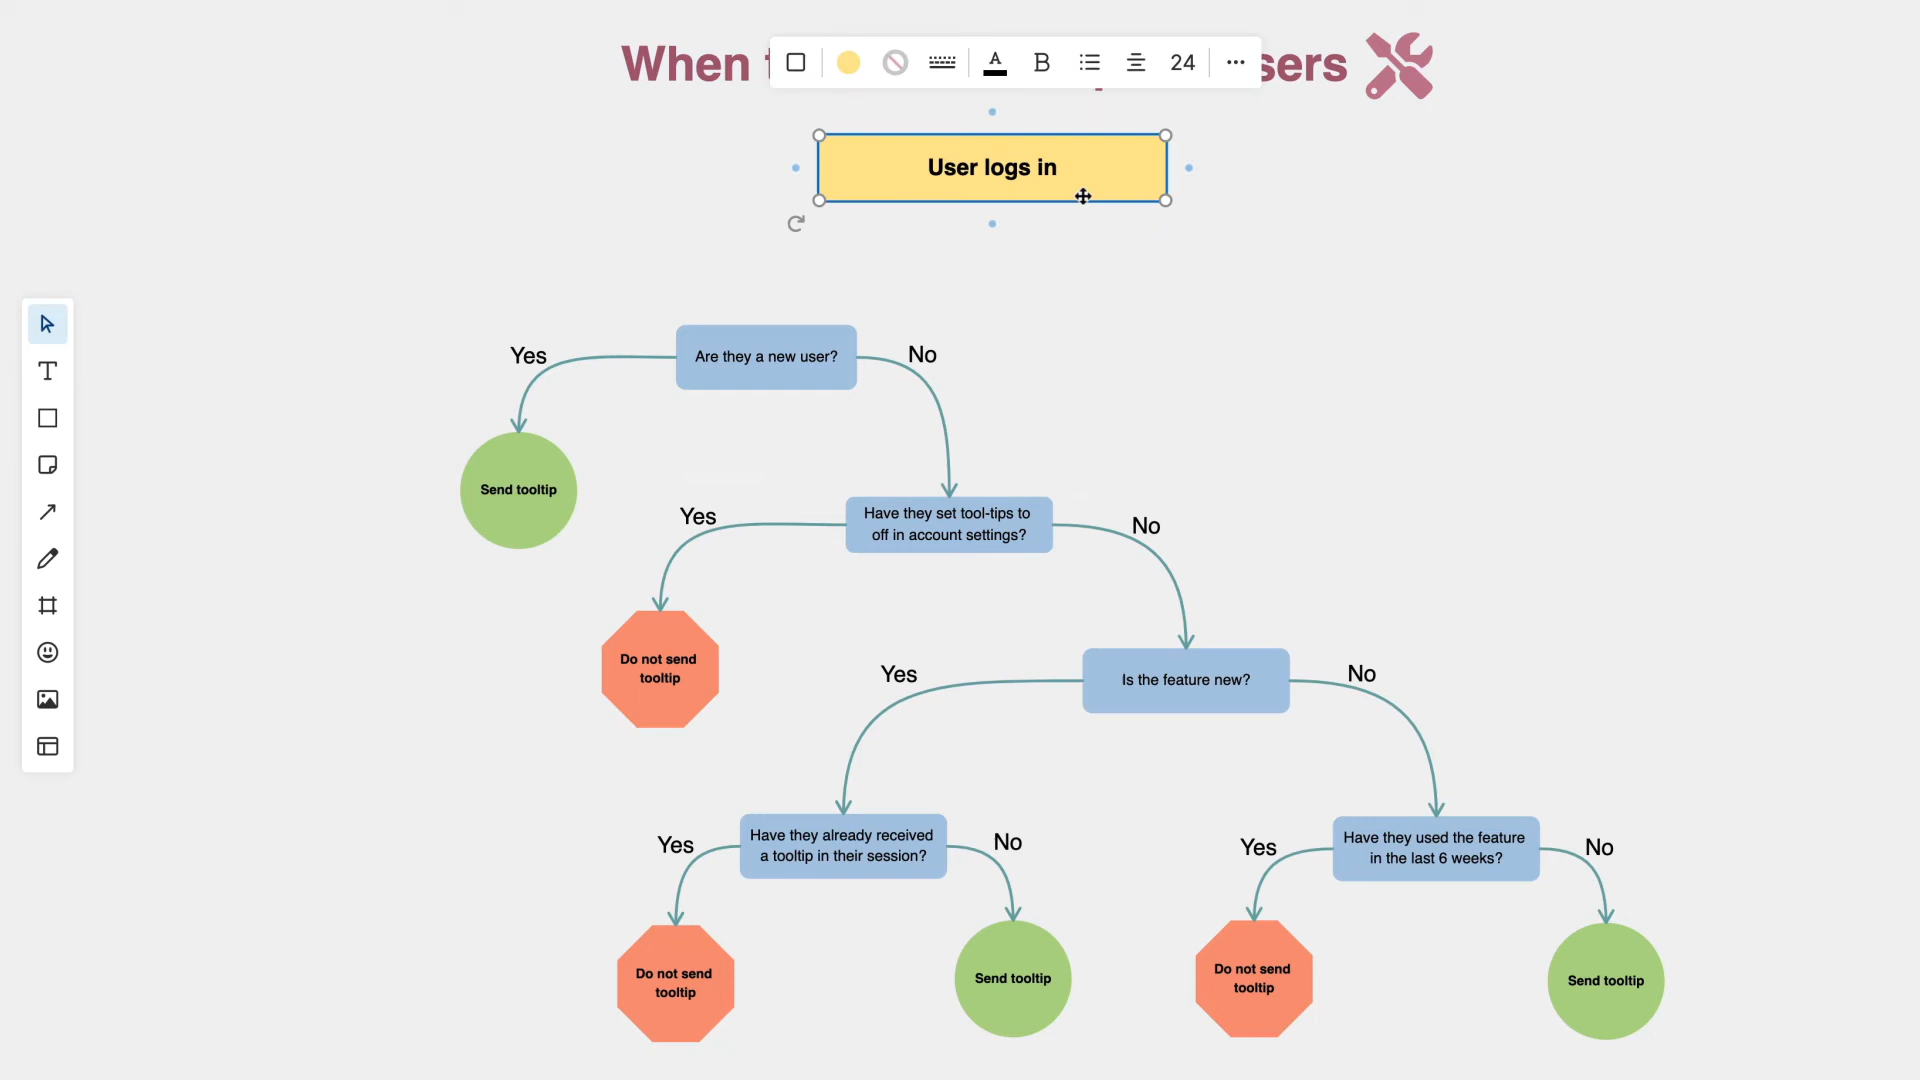 When
sers
24
User logs in
Are they a new user?
Yes
No
Send tooltip
Have they set tool-tips to
off in account settings?
Yes
No
Do not send
tooltip
Is the feature new?
Yes
No
Have they already received
a tooltip in their session?
Yes
No
Have they used the feature
in the last 6 weeks?
Yes
No
Do not send
tooltip
Send tooltip
Do not send
tooltip
Send tooltip